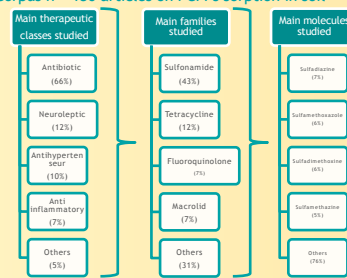 Main therapeutic
classes studied
Antibiotic
(66%)
Neuroleptic
(12%)
Antihyperten
seur
(10%)
Anti
inflammatory
(7%)
Others
(5%)
Main families
studied
Sulfonamide
(43%)
Tetracycline
(12%)
Fluoroquinolone
(7%)
Macrolid
(7%)
Others
(31%)
Main molecules
studied
Sulfadiazine
(7%)
Sulfamethoxazole
(6%)
Sulfadimethoxine
(6%)
Sulfamethazine
(5%)
Others
(76%)